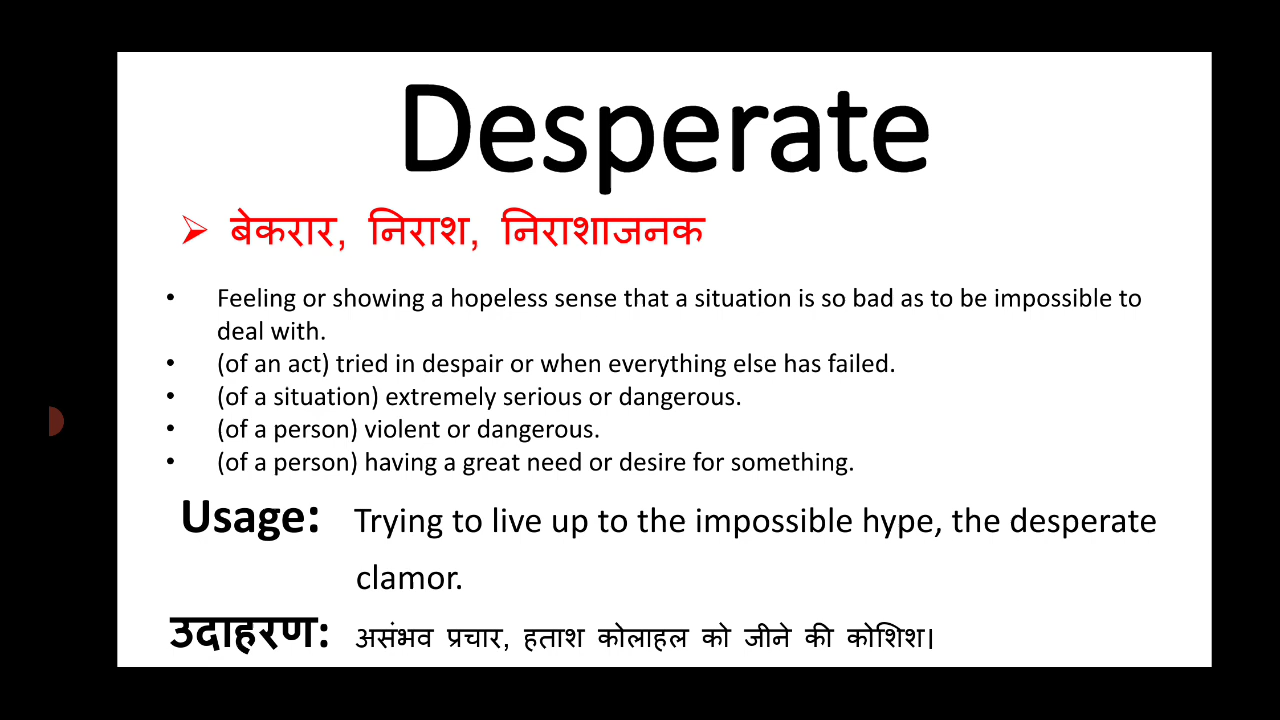 Desperate
➢ बेकरार, निराश, निराशाजनक
• Feeling or showing a hopeless sense that a situation is so bad as to be impossible to
deal with.
• (of an act) tried in despair or when everything else has failed.
• (of a situation) extremely serious or dangerous.
• (of a person) violent or dangerous.
• (of a person) having a great need or desire for something.
Usage: Trying to live up to the impossible hype, the desperate
clamor.
उदाहरण: असंभव प्रचार, हताश कोलाहल को जीने की कोशिश।